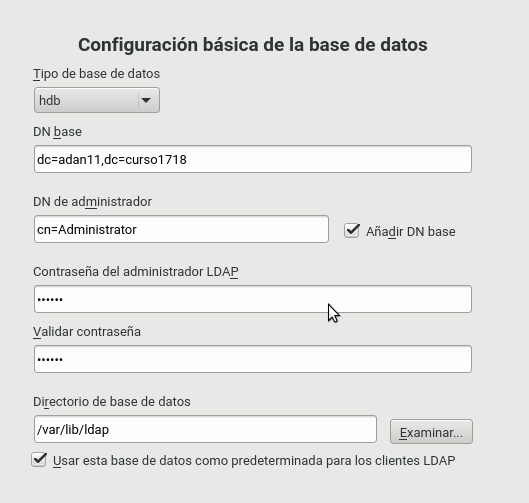 Configuración básica de la base de datos
Tipo de base de datos
hdb
DN base
dc=adan11,dc=curso1718
DN de administrador
cn=Administrator
Añadir DN base
Contraseña del administrador LDAP
••••••
Validar contraseña
••••••
Directorio de base de datos
/var/lib/ldap
Examinar...
Usar esta base de datos como predeterminada para los clientes LDAP